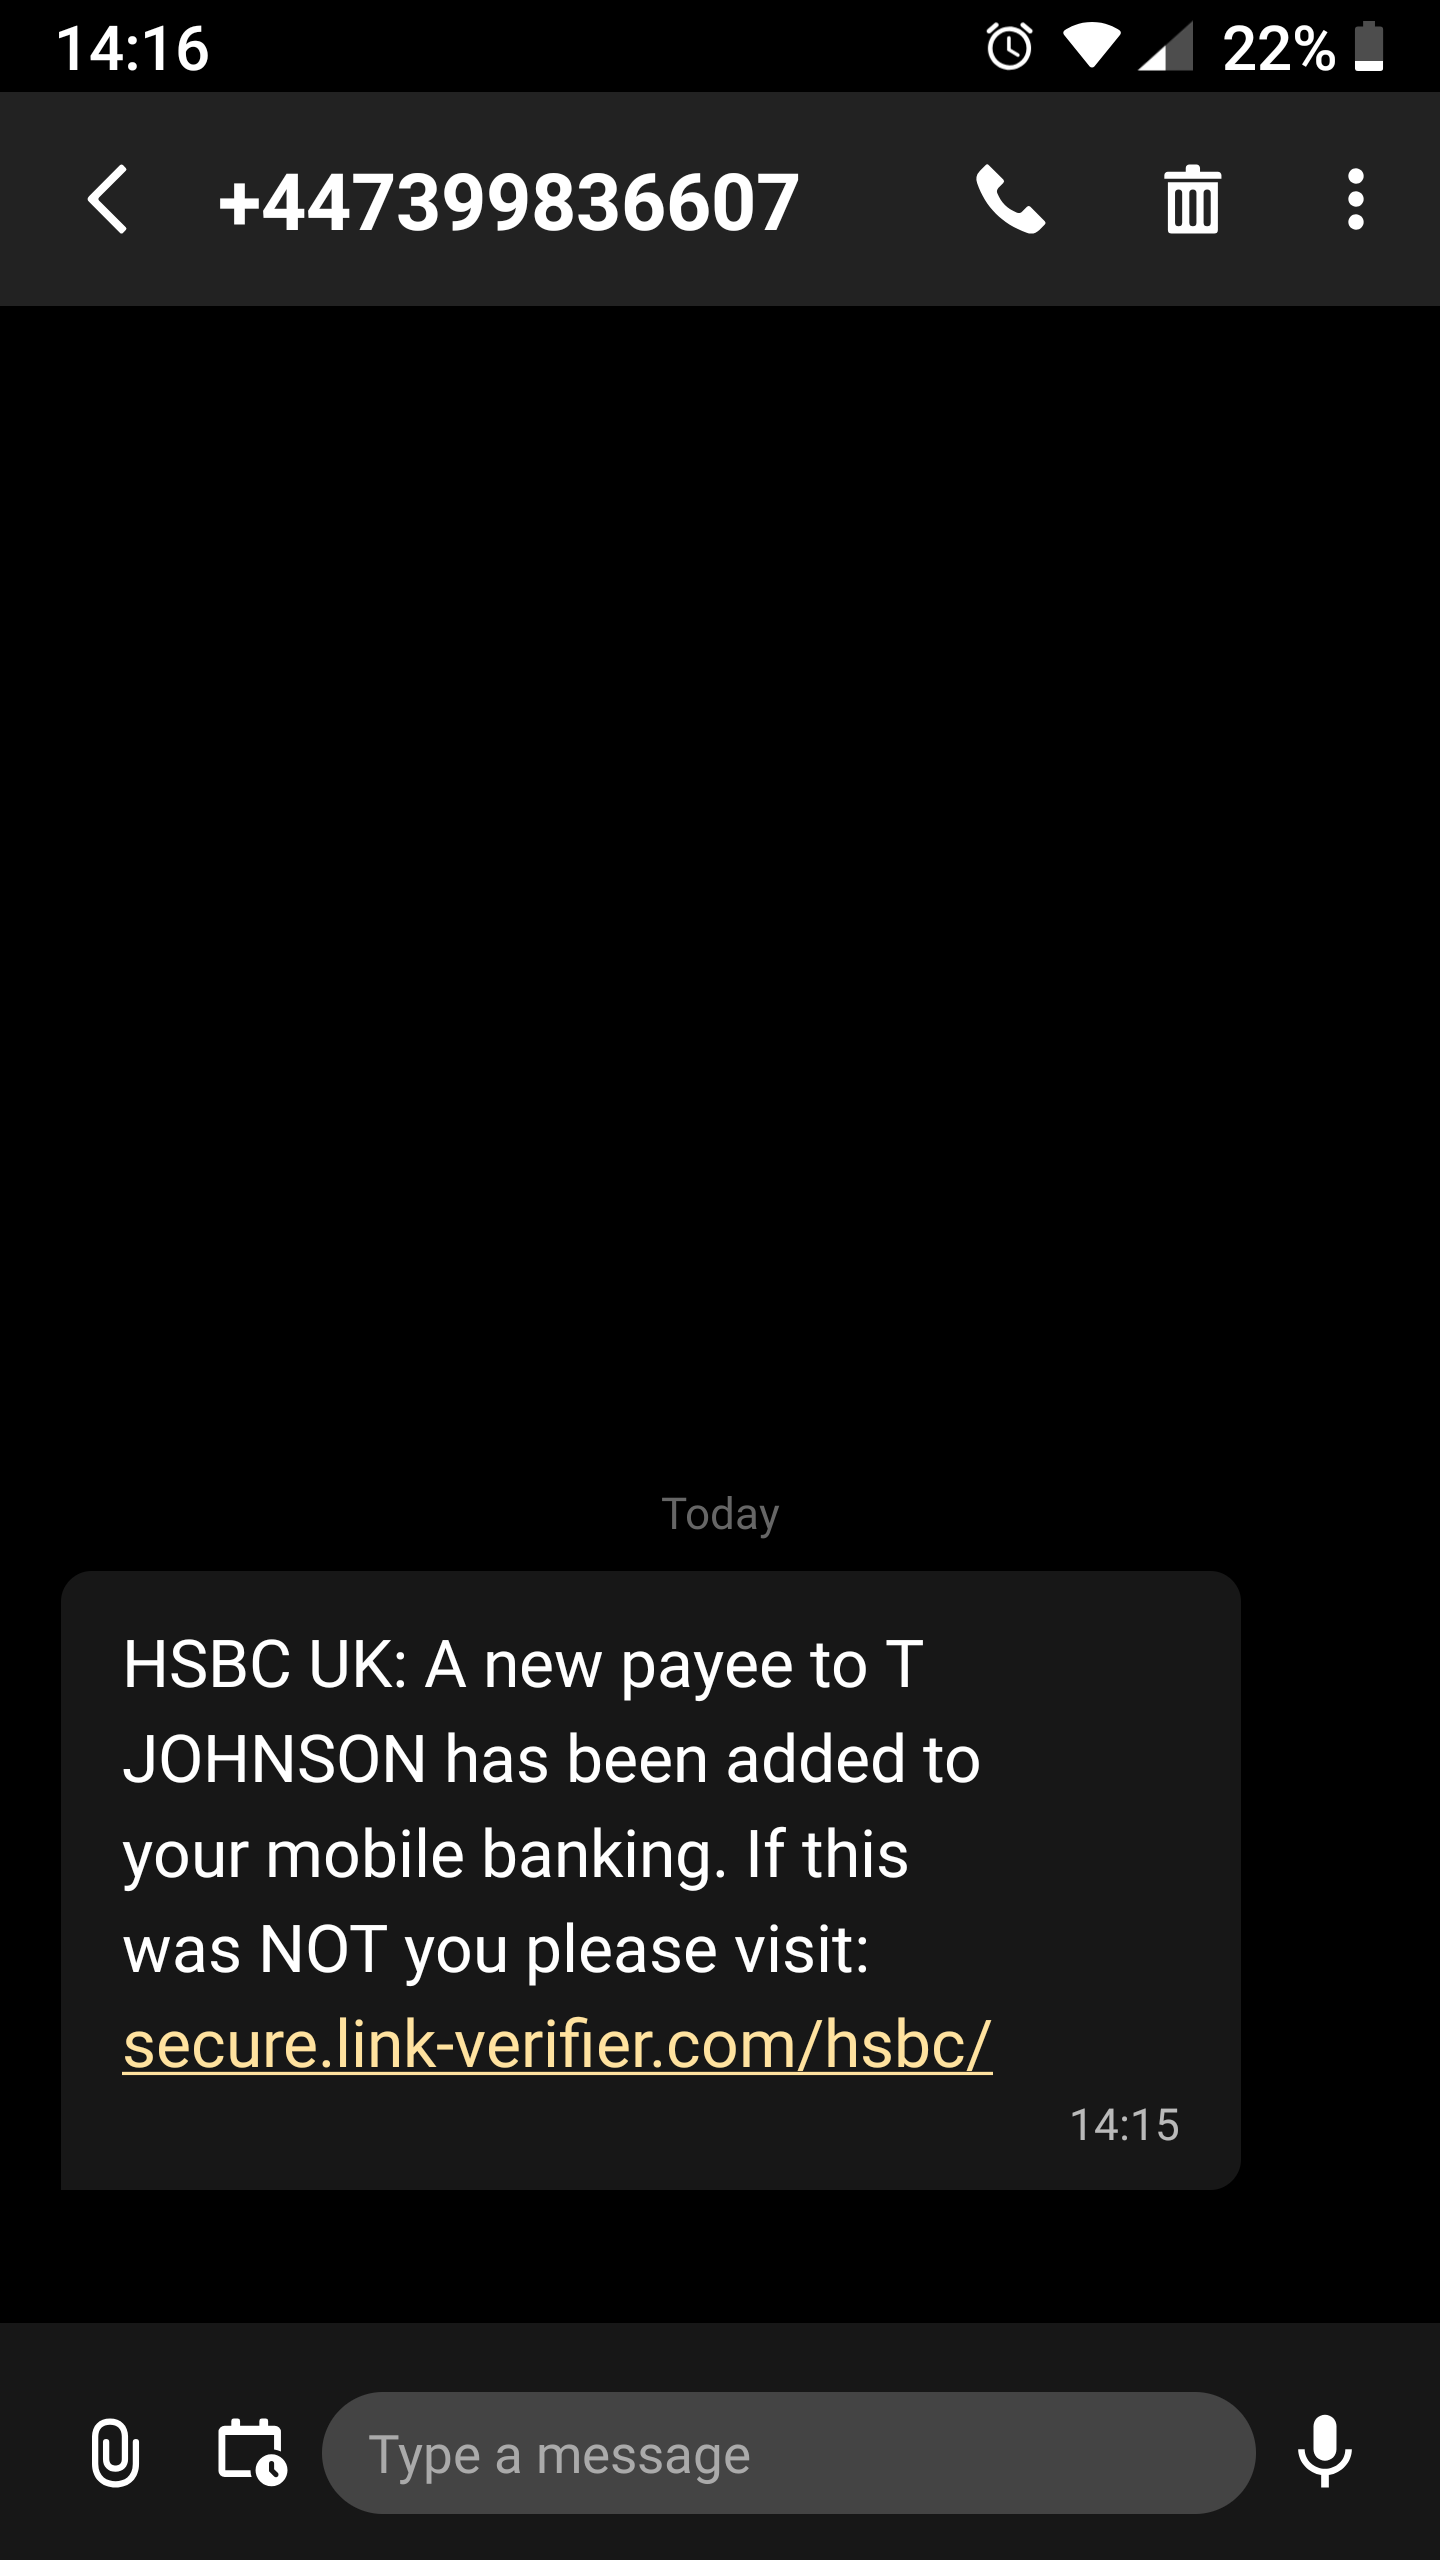 14:16
22%
+447399836607
Today
HSBC UK: A new payee to T
JOHNSON has been added to
your mobile banking. If this
was NOT you please visit:
secure.link-verifier.com/hsbc/
14:15
Type a message